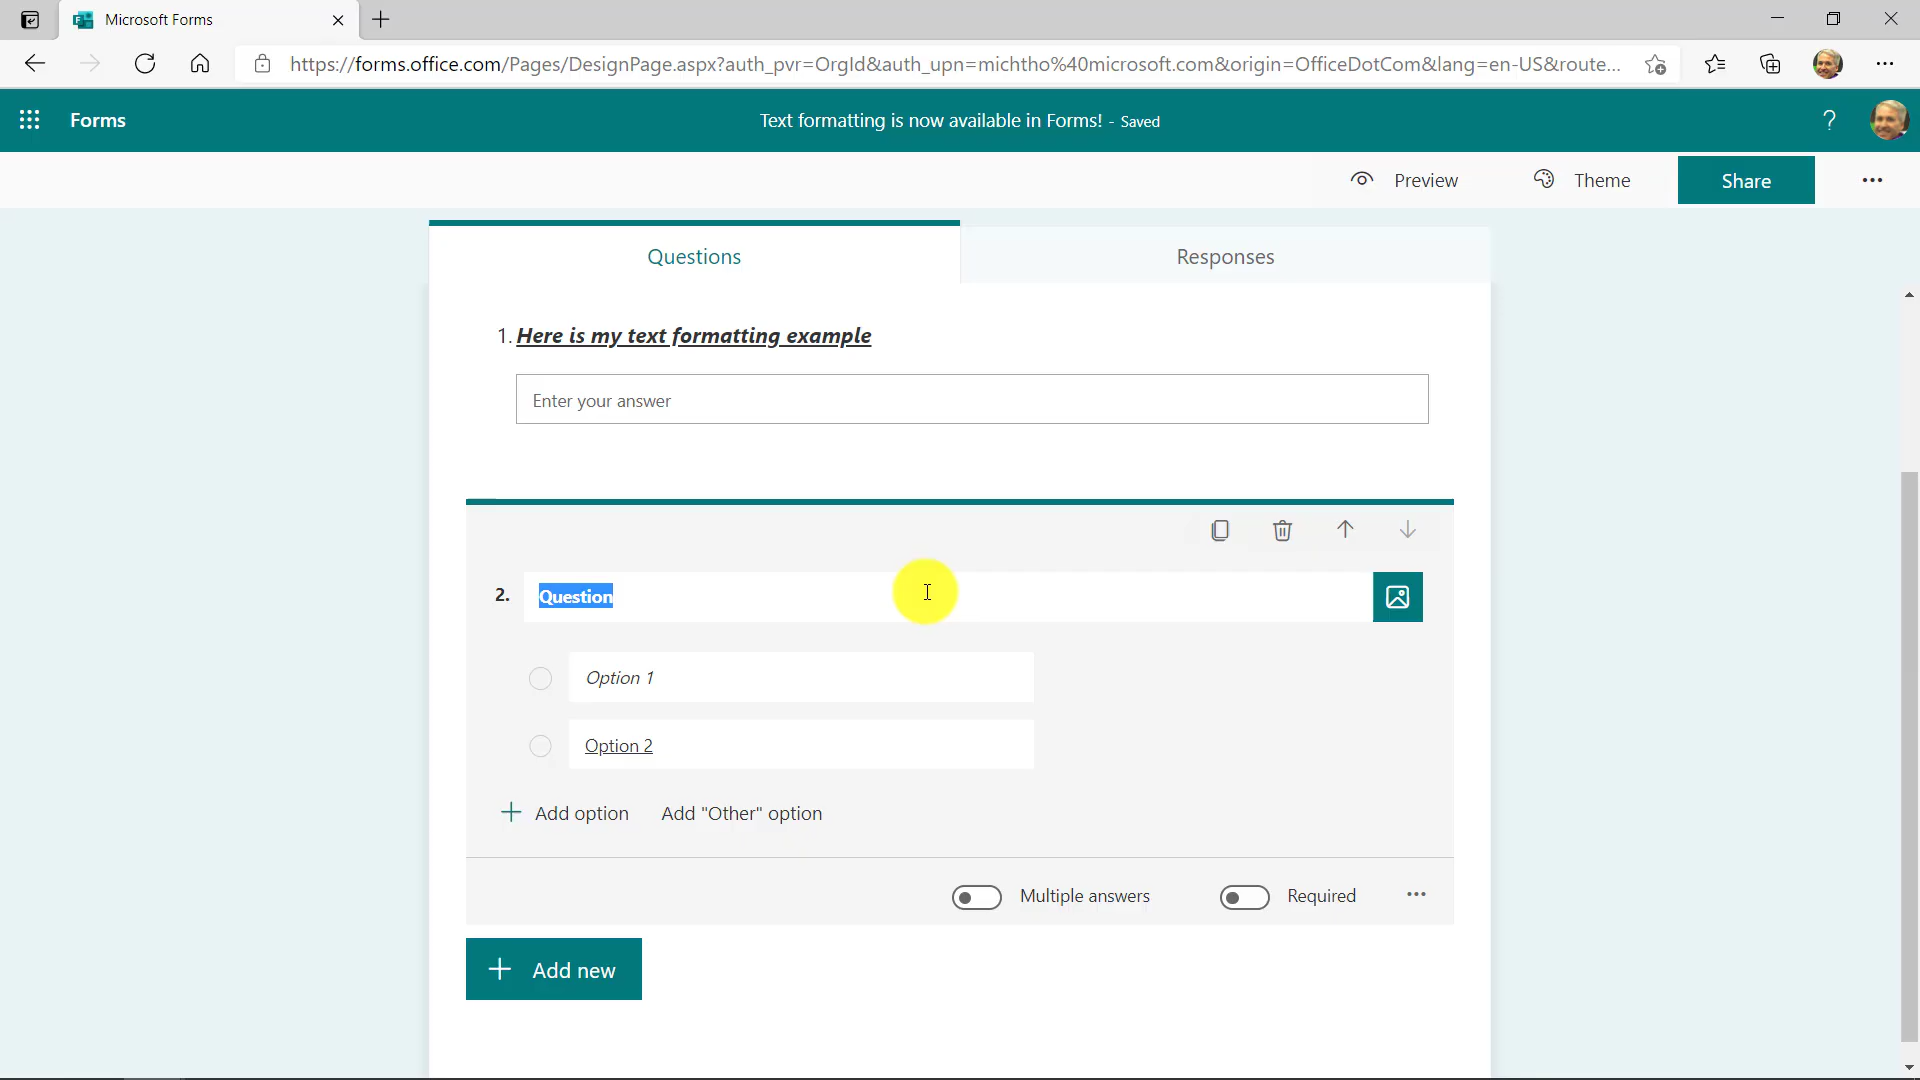 Microsoft Forms
https://forms.office.com/Pages/DesignPage.aspx?auth_pvr=OrgId&auth_upn=michtho%40microsoft.com&origin=OfficeDotCom&lang=en-US&route...
Forms
Text formatting is now available in Forms! - Saved
?
Preview
Theme
Share
Questions
Responses
1. Here is my text formatting example
Enter your answer
2. Question
Option 1
Option 2
Add option
Add "Other" option
Multiple answers
Required
Add new